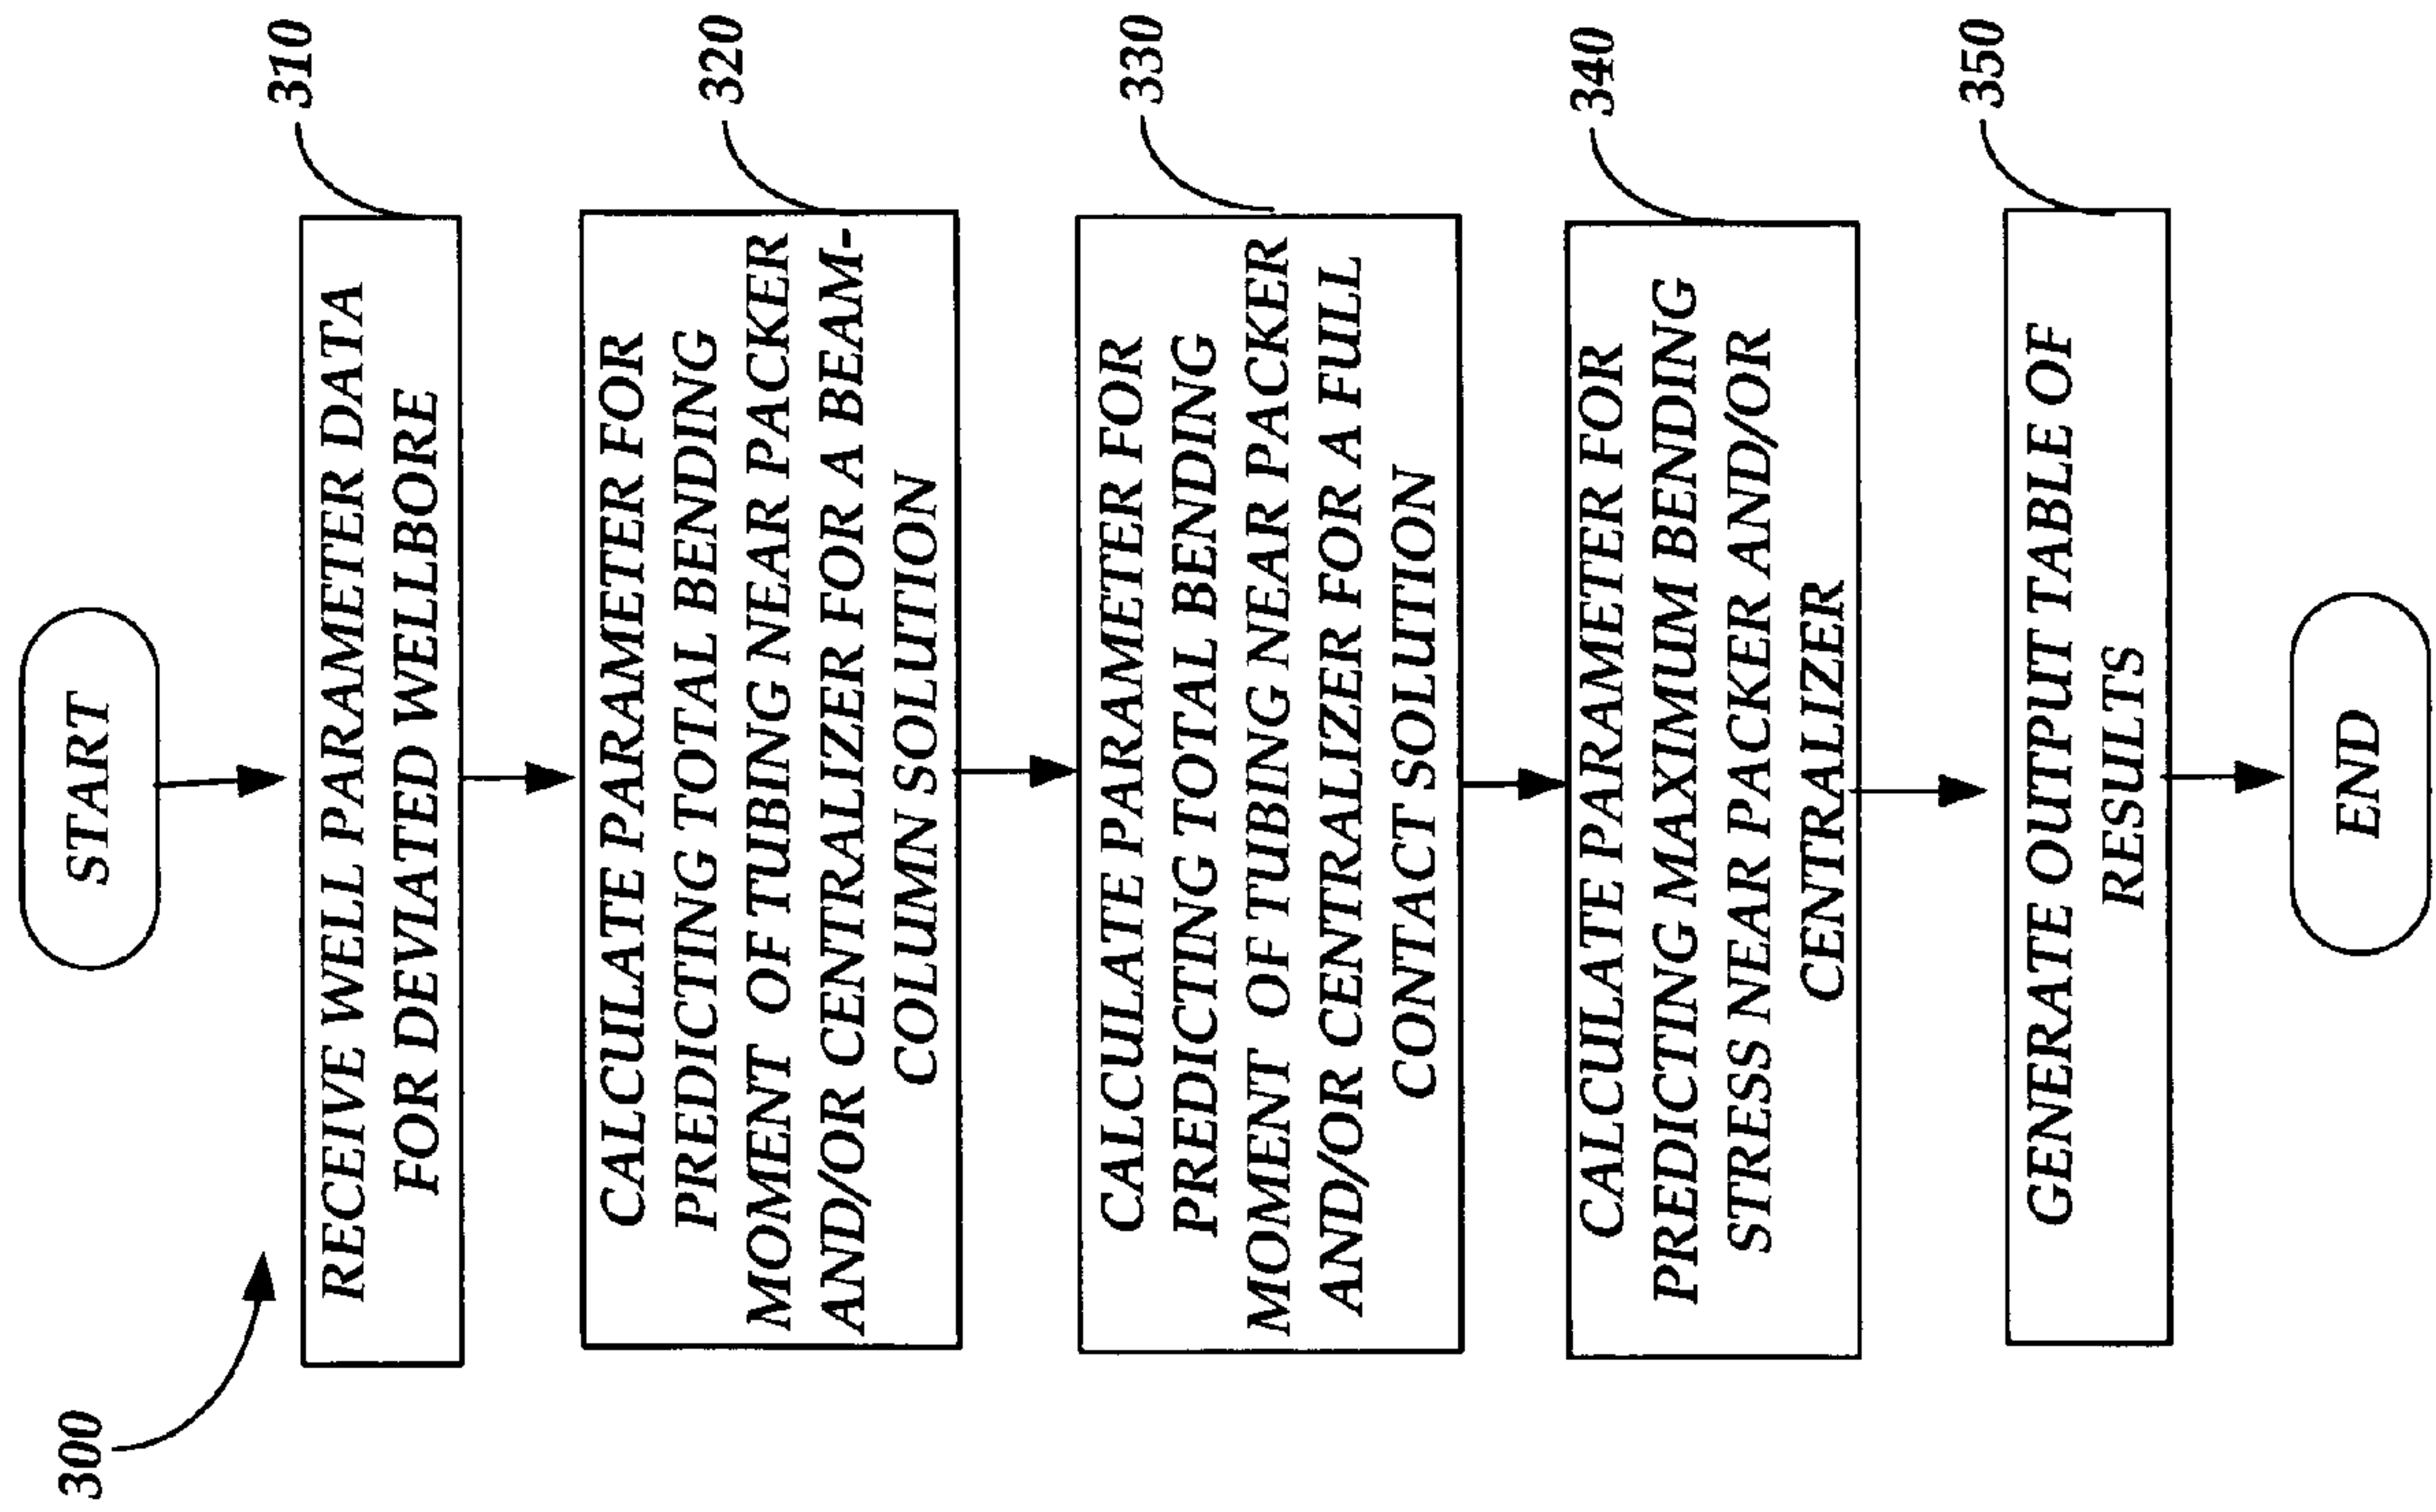 300
START
310
RECEIVE WELL PARAMETER DATA
FOR DEVIATED WELLBORE
320
CALCULATE PARAMETER FOR
PREDICTING TOTAL BENDING
MOMENT OF TUBING NEAR PACKER
AND/OR CENTRALIZER FOR A BEAM-
COLUMN SOLUTION
330
CALCULATE PARAMETER FOR
PREDICTING TOTAL BENDING
MOMENT OF TUBING NEAR PACKER
AND/OR CENTRALIZER FOR A FULL
CONTACT SOLUTION
340
CALCULATE PARAMETER FOR
PREDICTING MAXIMUM BENDING
STRESS NEAR PACKER AND/OR
CENTRALIZER
350
GENERATE OUTPUT TABLE OF
RESULTS
END